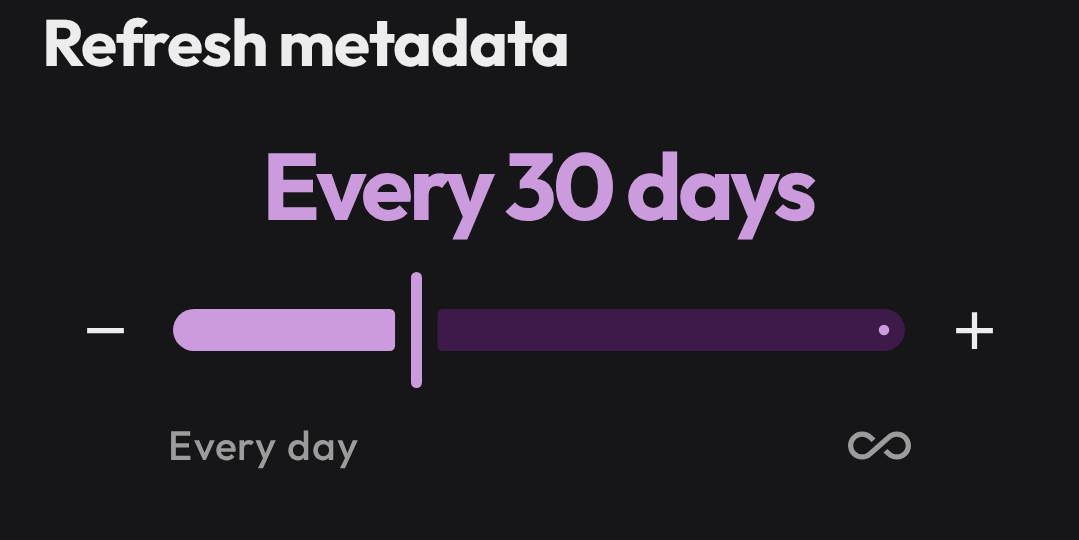 Refresh metadata
Every 30 days
− +
Every day ∞